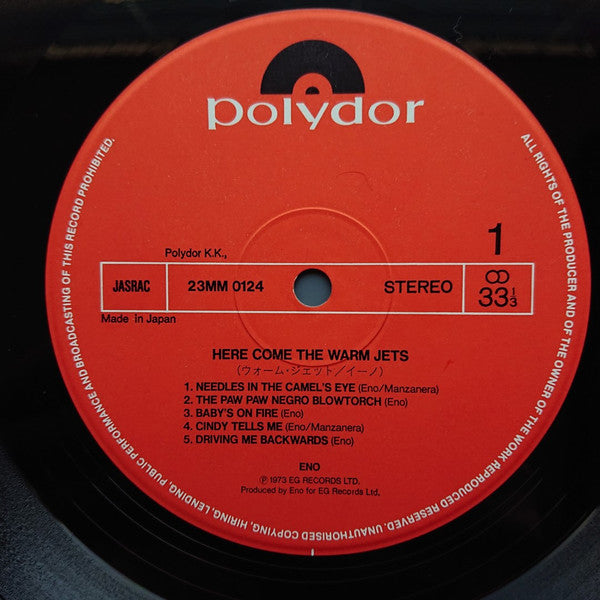 polydor
ALL RIGHTS OF THE PRODUCER AND OF THE OWNER OF THE WORK REPRODUCED RESERVED. UNAUTHORISED COPYING, HIRING, LENDING, PUBLIC PERFORMANCE AND BROADCASTING OF THIS RECORD PROHIBITED.
1
Polydor K.K.,
JASRAC 23MM 0124 STEREO 33 1/3
Made in Japan
HERE COME THE WARM JETS
(ウォーム・ジェット/イーノ)
1. NEEDLES IN THE CAMEL'S EYE (Eno/Manzanera)
2. THE PAW PAW NEGRO BLOWTORCH (Eno)
3. BABY'S ON FIRE (Eno)
4. CINDY TELLS ME (Eno/Manzanera)
5. DRIVING ME BACKWARDS (Eno)
ENO
Ⓟ 1973 EG RECORDS LTD.
Produced by Eno for EG Records Ltd,